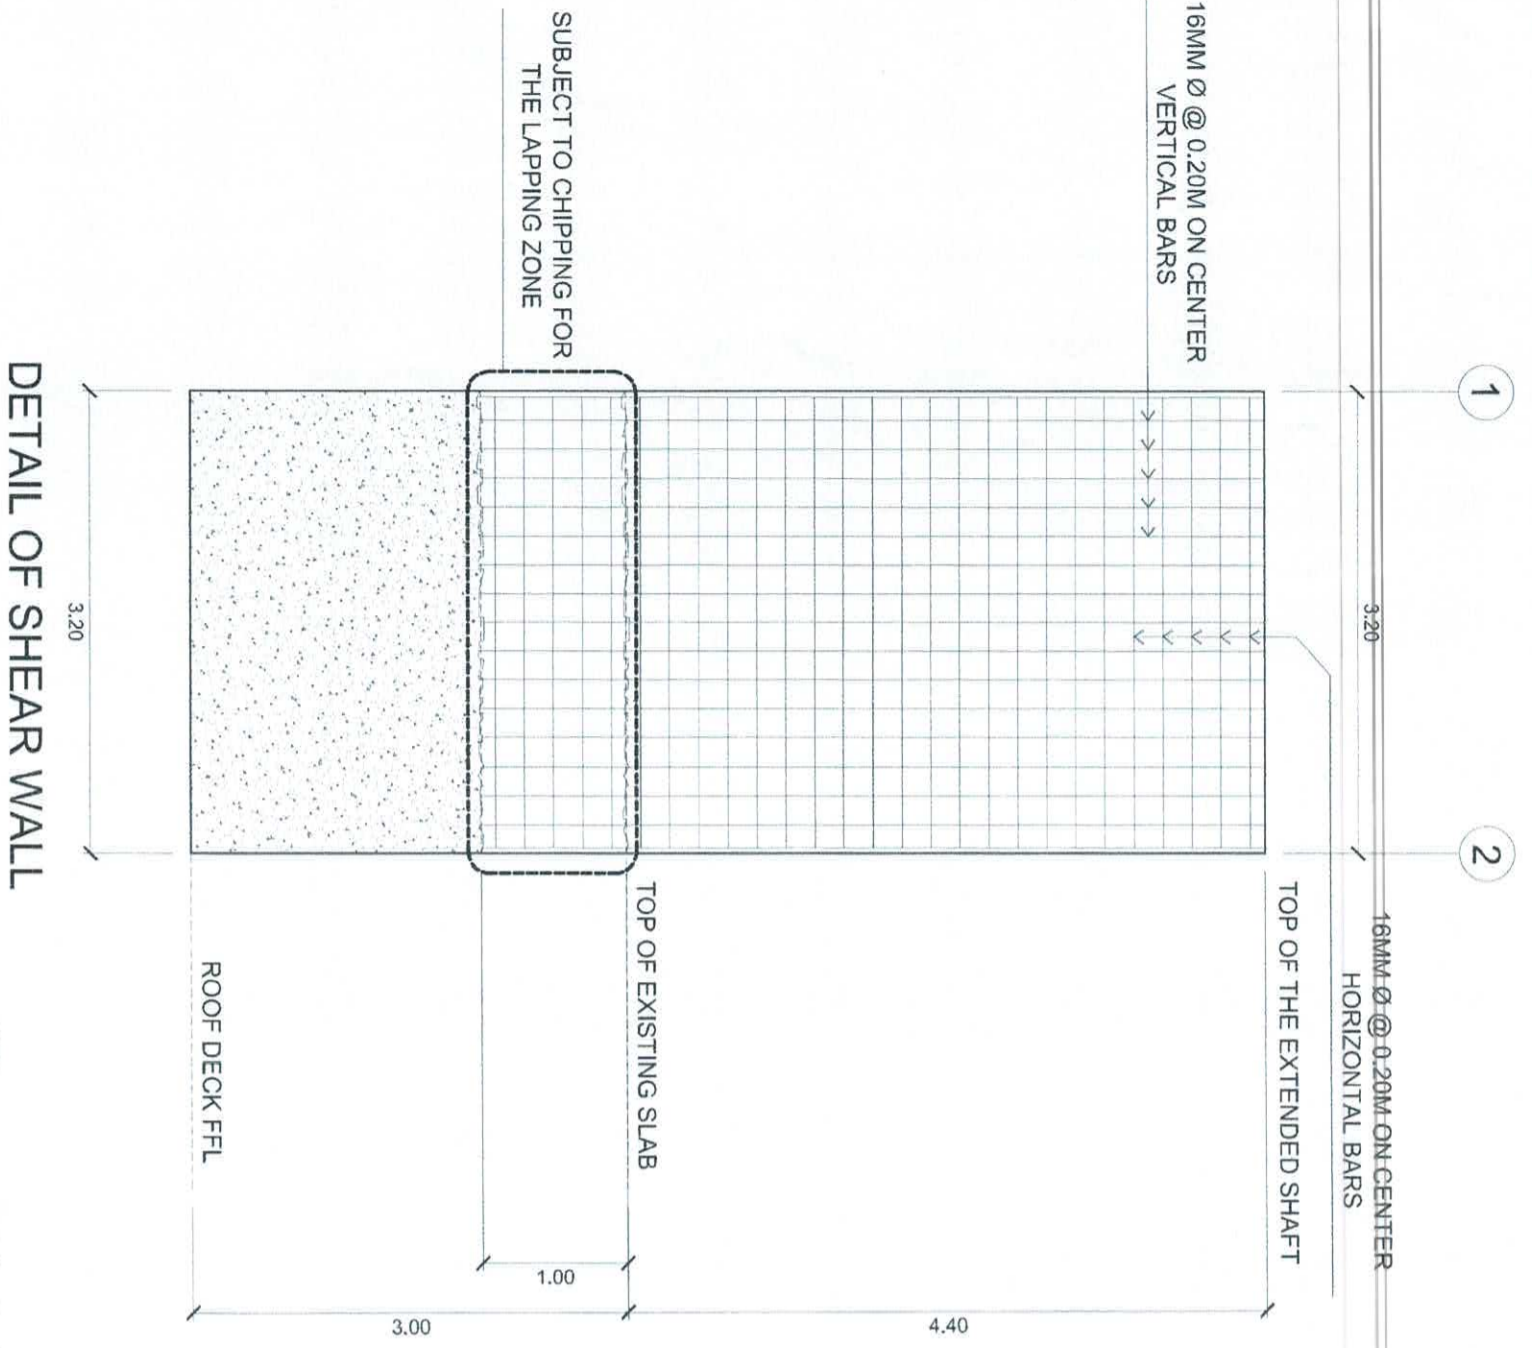 1
2
3.20
16MM Ø @ 0.20M ON CENTER
HORIZONTAL BARS
16MM Ø @ 0.20M ON CENTER
VERTICAL BARS
TOP OF THE EXTENDED SHAFT
4.40
SUBJECT TO CHIPPING FOR
THE LAPPING ZONE
TOP OF EXISTING SLAB
1.00
3.00
ROOF DECK FFL
3.20
DETAIL OF SHEAR WALL